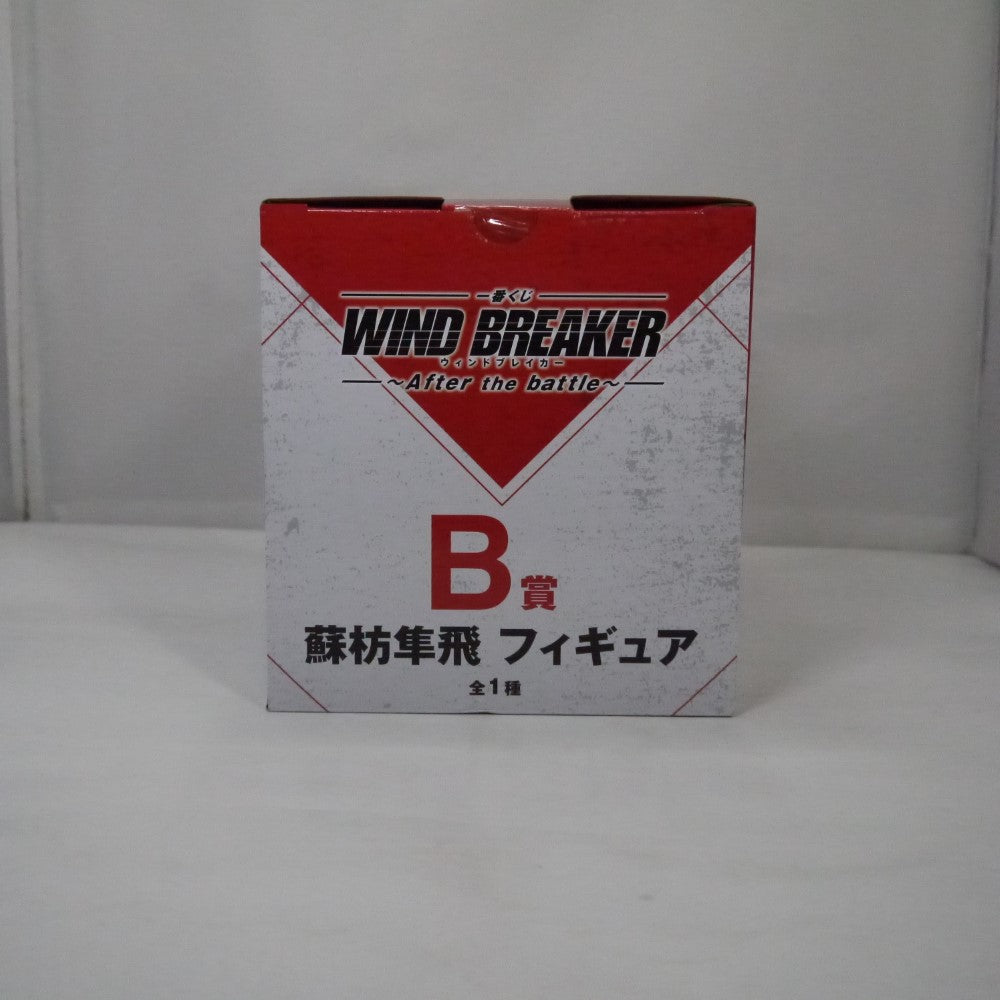 一番くじ
WIND BREAKER
ウィンドブレイカー
～After the battle～
B賞
蘇枋隼飛 フィギュア
全1種